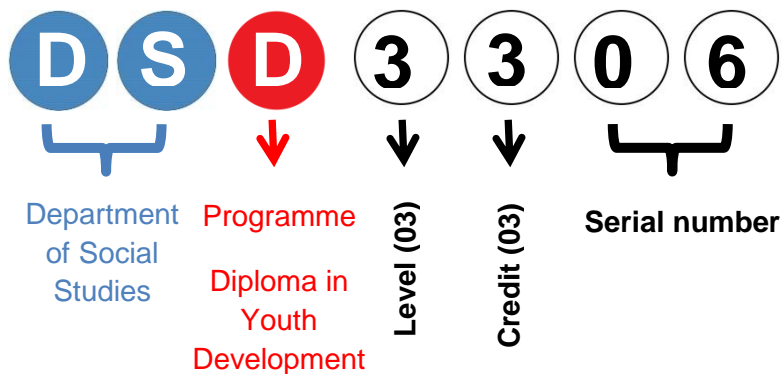 D S D 3 3 0 6
Department
of Social
Studies
Programme
Diploma in
Youth
Development
Level (03)
Credit (03)
Serial number